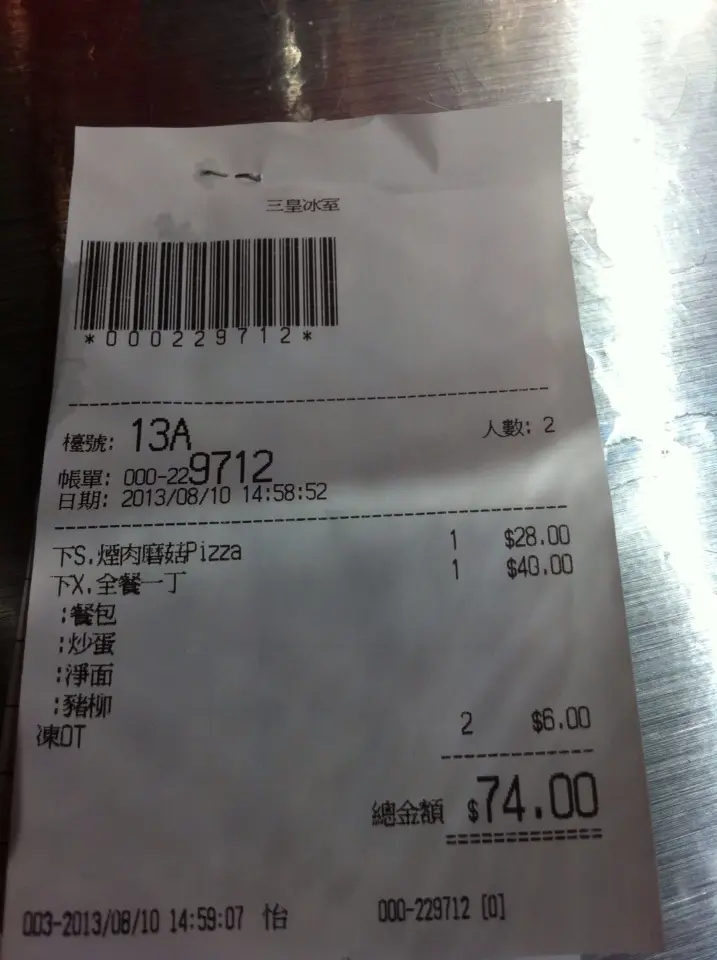 三皇冰室
*000229712*
檯號: 13A 人數: 2
帳單: 000-229712
日期: 2013/08/10 14:58:52
下S.煙肉磨菇Pizza 1 $28.00
下X.全餐一丁 1 $40.00
:餐包
:炒蛋
:淨面
:豬柳
凍OT 2 $6.00
總金額 $74.00
003-2013/08/10 14:59:07 怡 000-229712 [0]